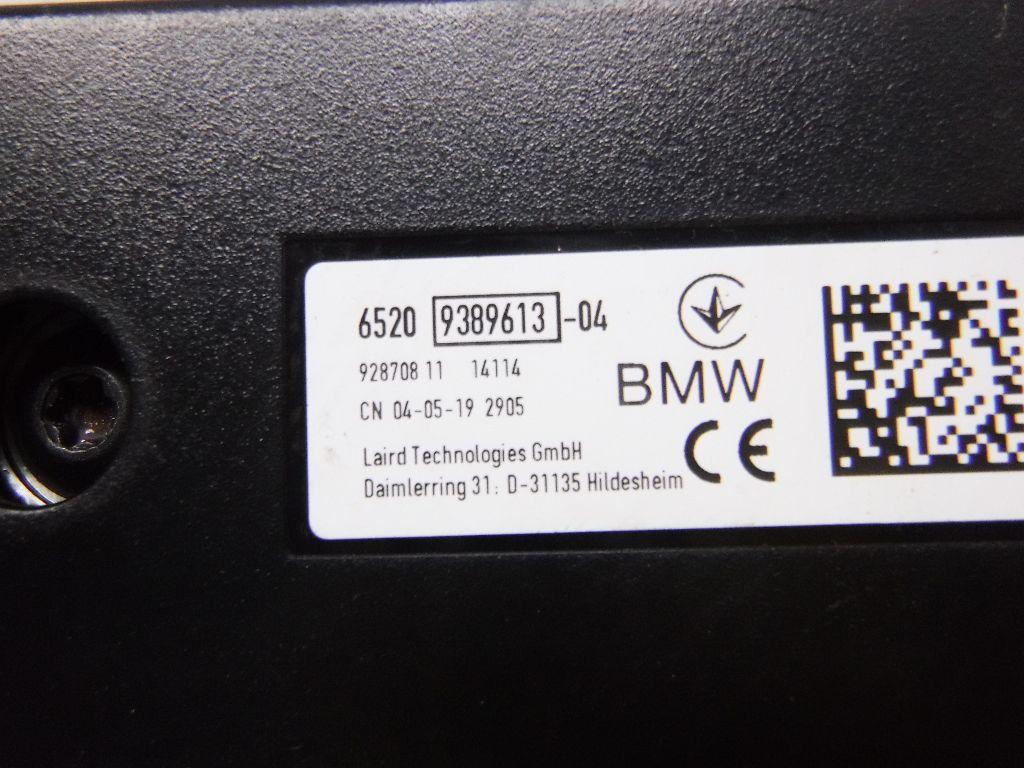 6520 9389613-04
928708 11 14114
CN 04-05-19 2905
BMW
CE
Laird Technologies GmbH
Daimlerring 31; D-31135 Hildesheim